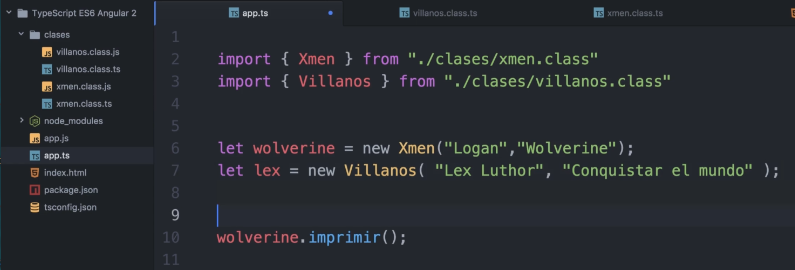 TypeScript ES6 Angular 2
clases
villanos.class.js
villanos.class.ts
xmen.class.js
xmen.class.ts
node_modules
app.js
app.ts
index.html
package.json
tsconfig.json
app.ts
villanos.class.ts
xmen.class.ts
1
2 import { Xmen } from "./clases/xmen.class"
3 import { Villanos } from "./clases/villanos.class"
4
5
6 let wolverine = new Xmen("Logan","Wolverine");
7 let lex = new Villanos( "Lex Luthor", "Conquistar el mundo" );
8
9
10 wolverine.imprimir();
11